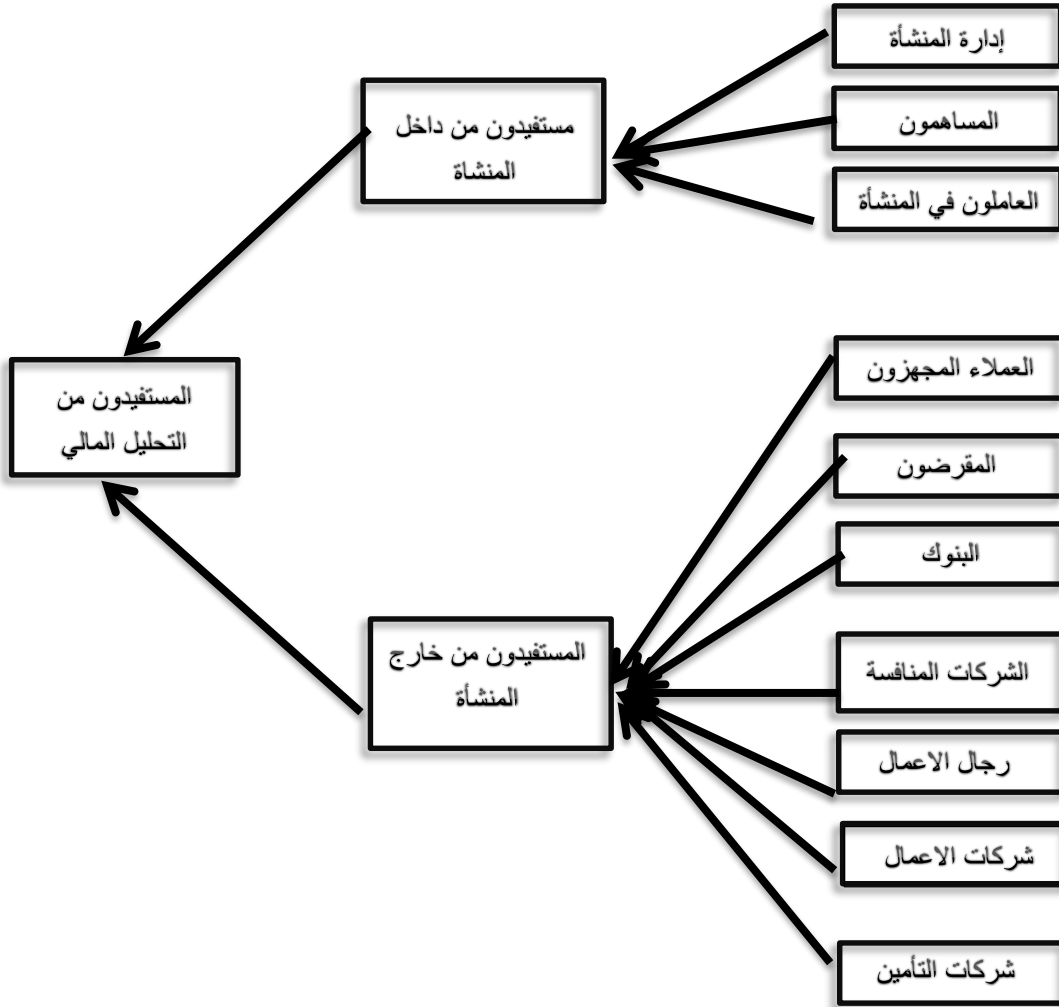 إدارة المنشأة
المساهمون
العاملون في المنشأة
مستفيدون من داخل
المنشاة
العملاء المجهزون
المقرضون
البنوك
الشركات المنافسة
رجال الاعمال
شركات الاعمال
شركات التأمين
المستفيدون من خارج
المنشأة
المستفيدون من
التحليل المالي